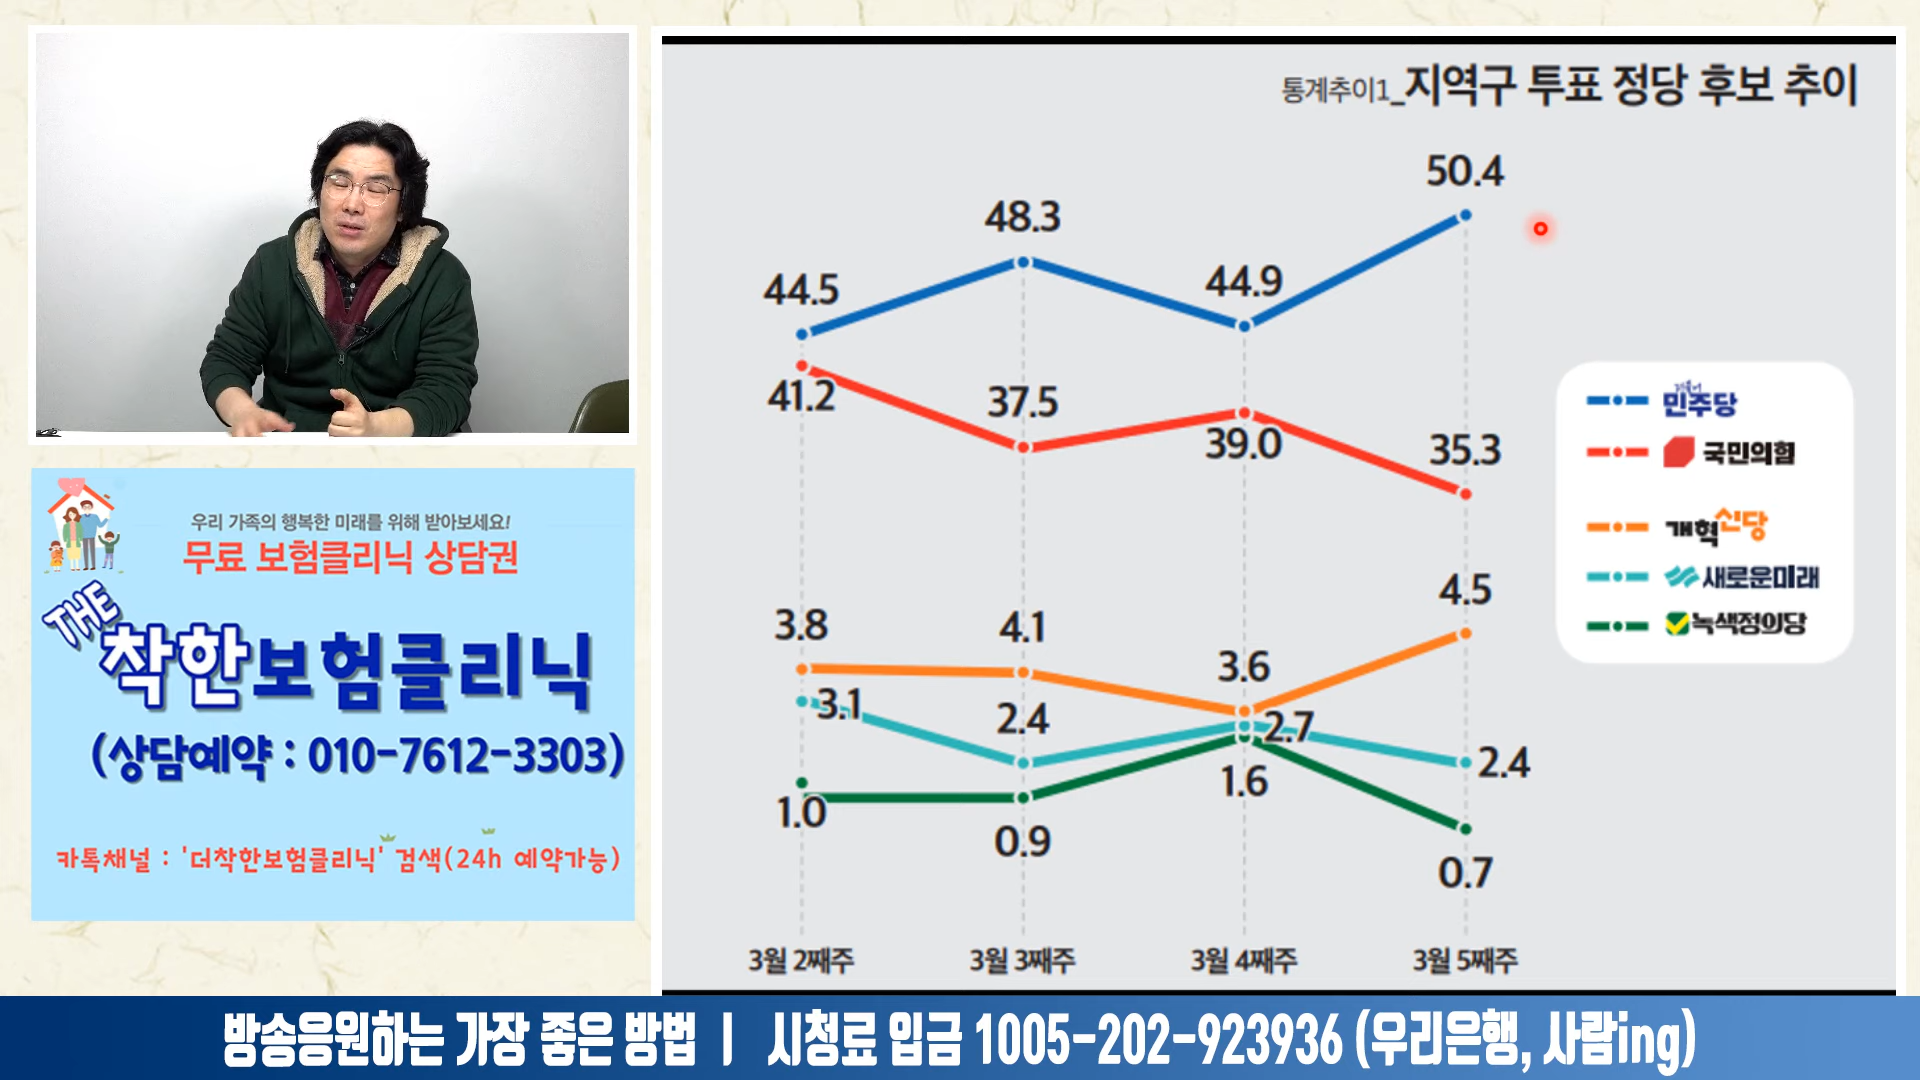 우리 가족의 행복한 미래를 위해 받아보세요!
무료 보험클리닉 상담권
THE
착한보험클리닉
(상담예약 : 010-7612-3303)
카톡채널 : '더착한보험클리닉' 검색(24h 예약가능)
통계추이1_지역구 투표 정당 후보 추이
50.4
48.3
44.9
44.5
41.2
37.5
39.0
35.3
더불어
민주당
국민의힘
개혁신당
새로운미래
녹색정의당
3.8
4.1
3.6
4.5
3.1
2.4
2.7
2.4
1.0
0.9
1.6
0.7
3월 2째주
3월 3째주
3월 4째주
3월 5째주
방송응원하는 가장 좋은 방법 | 시청료 입금 1005-202-923936 (우리은행, 사람ing)